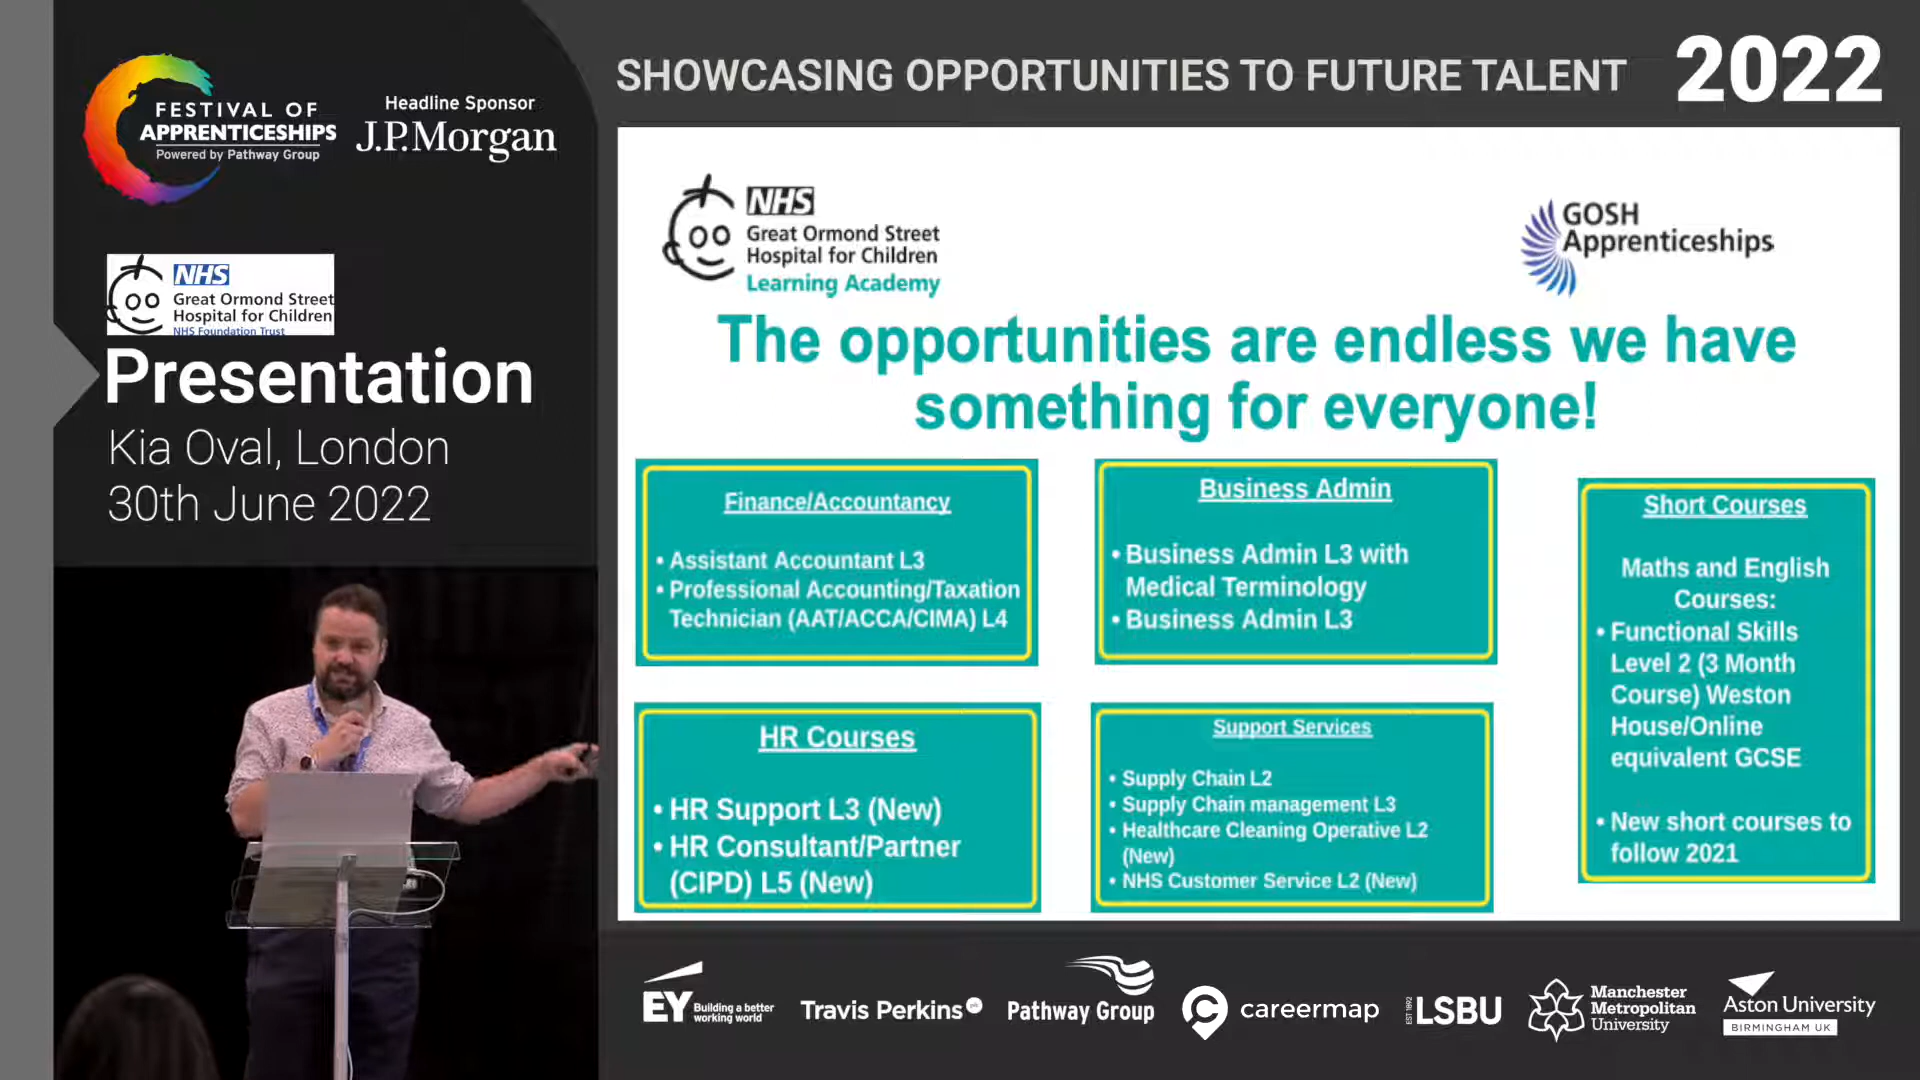 FESTIVAL OF
APPRENTICESHIPS
Powered by Pathway Group
Headline Sponsor
J.P.Morgan
SHOWCASING OPPORTUNITIES TO FUTURE TALENT 2022
NHS
Great Ormond Street
Hospital for Children
NHS Foundation Trust
Presentation
Kia Oval, London
30th June 2022
NHS
Great Ormond Street
Hospital for Children
Learning Academy
GOSH
Apprenticeships
The opportunities are endless we have
something for everyone!
Finance/Accountancy
• Assistant Accountant L3
• Professional Accounting/Taxation
Technician (AAT/ACCA/CIMA) L4
Business Admin
• Business Admin L3 with
Medical Terminology
• Business Admin L3
Short Courses
Maths and English
Courses:
• Functional Skills
Level 2 (3 Month
Course) Weston
House/Online
equivalent GCSE
• New short courses to
follow 2021
HR Courses
• HR Support L3 (New)
• HR Consultant/Partner
(CIPD) L5 (New)
Support Services
• Supply Chain L2
• Supply Chain management L3
• Healthcare Cleaning Operative L2
(New)
• NHS Customer Service L2 (New)
EY
Building a better
working world
Travis Perkins plc
Pathway Group
careermap
EST 1892
LSBU
Manchester
Metropolitan
University
Aston University
BIRMINGHAM UK